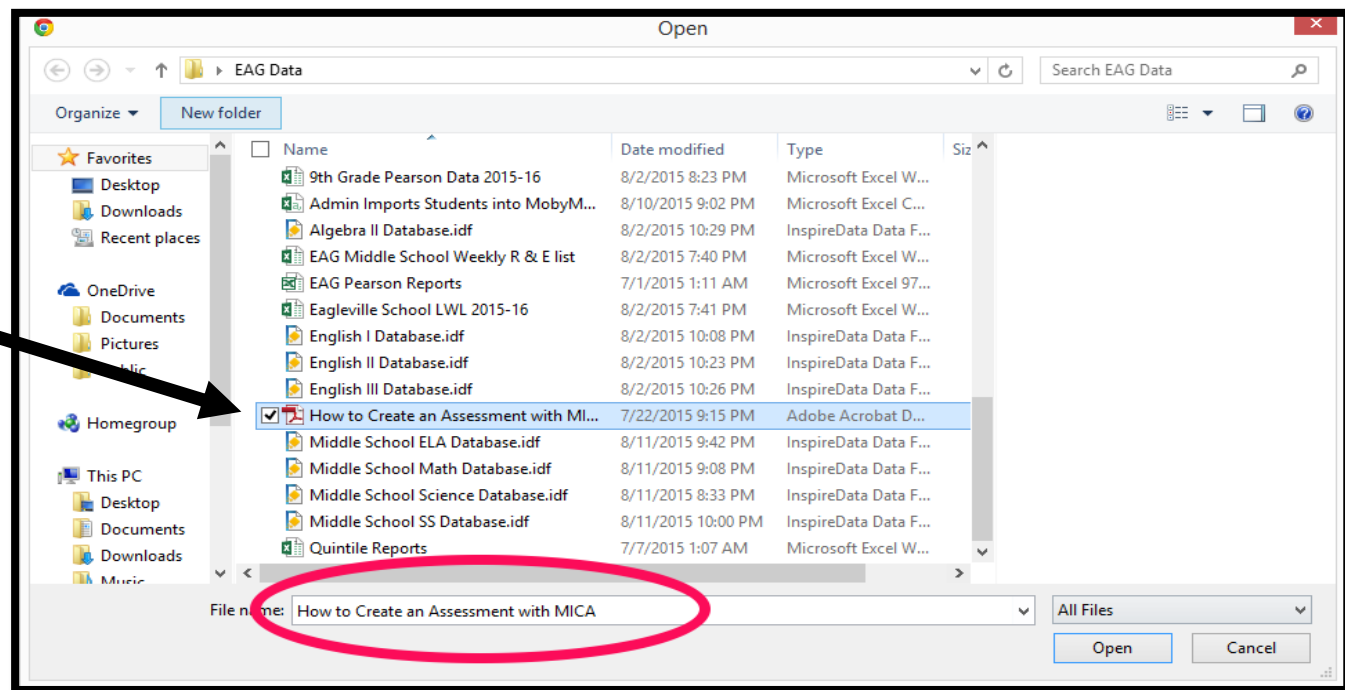 Open
EAG Data
Search EAG Data
Organize New folder
Favorites
Desktop
Downloads
Recent places
OneDrive
Documents
Pictures
Homegroup
This PC
Desktop
Documents
Downloads
Music
Name Date modified Type Siz
9th Grade Pearson Data 2015-16 8/2/2015 8:23 PM Microsoft Excel W...
Admin Imports Students into MobyM... 8/10/2015 9:02 PM Microsoft Excel C...
Algebra II Database.idf 8/2/2015 10:29 PM InspireData Data F...
EAG Middle School Weekly R & E list 8/2/2015 7:40 PM Microsoft Excel W...
EAG Pearson Reports 7/1/2015 1:11 AM Microsoft Excel 97...
Eagleville School LWL 2015-16 8/2/2015 7:41 PM Microsoft Excel W...
English I Database.idf 8/2/2015 10:08 PM InspireData Data F...
English II Database.idf 8/2/2015 10:23 PM InspireData Data F...
English III Database.idf 8/2/2015 10:26 PM InspireData Data F...
How to Create an Assessment with MI... 7/22/2015 9:15 PM Adobe Acrobat D...
Middle School ELA Database.idf 8/11/2015 9:42 PM InspireData Data F...
Middle School Math Database.idf 8/11/2015 9:08 PM InspireData Data F...
Middle School Science Database.idf 8/11/2015 8:33 PM InspireData Data F...
Middle School SS Database.idf 8/11/2015 10:00 PM InspireData Data F...
Quintile Reports 7/7/2015 1:07 AM Microsoft Excel W...
File name: How to Create an Assessment with MICA
All Files
Open Cancel